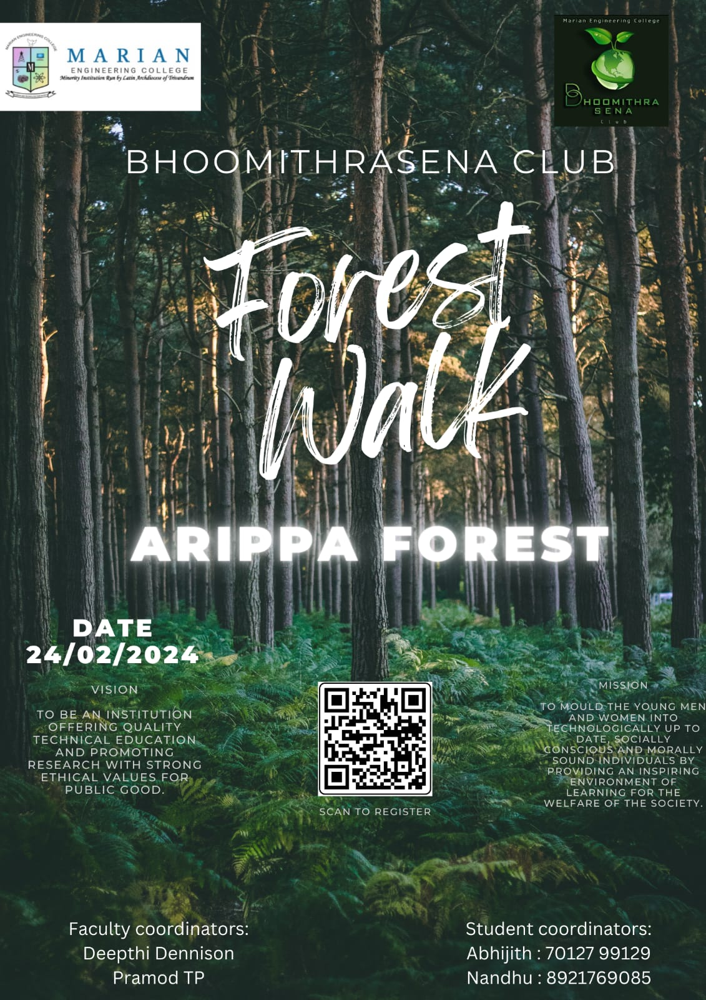 MARIAN ENGINEERING COLLEGE
M
MARIAN
ENGINEERING COLLEGE
Minority Institution Run by Latin Archdiocese of Trivandrum
Marian Engineering College
BHOOMITHRA
SENA
Club
BHOOMITHRASENA CLUB
Forest
Walk
ARIPPA FOREST
DATE
24/02/2024
VISION
TO BE AN INSTITUTION
OFFERING QUALITY
TECHNICAL EDUCATION
AND PROMOTING
RESEARCH WITH STRONG
ETHICAL VALUES FOR
PUBLIC GOOD.
SCAN TO REGISTER
MISSION
TO MOULD THE YOUNG MEN
AND WOMEN INTO
TECHNOLOGICALLY UP TO
DATE, SOCIALLY
CONSCIOUS AND MORALLY
SOUND INDIVIDUALS BY
PROVIDING AN INSPIRING
ENVIRONMENT OF
LEARNING FOR THE
WELFARE OF THE SOCIETY.
Faculty coordinators:
Deepthi Dennison
Pramod TP
Student coordinators:
Abhijith : 70127 99129
Nandhu : 8921769085